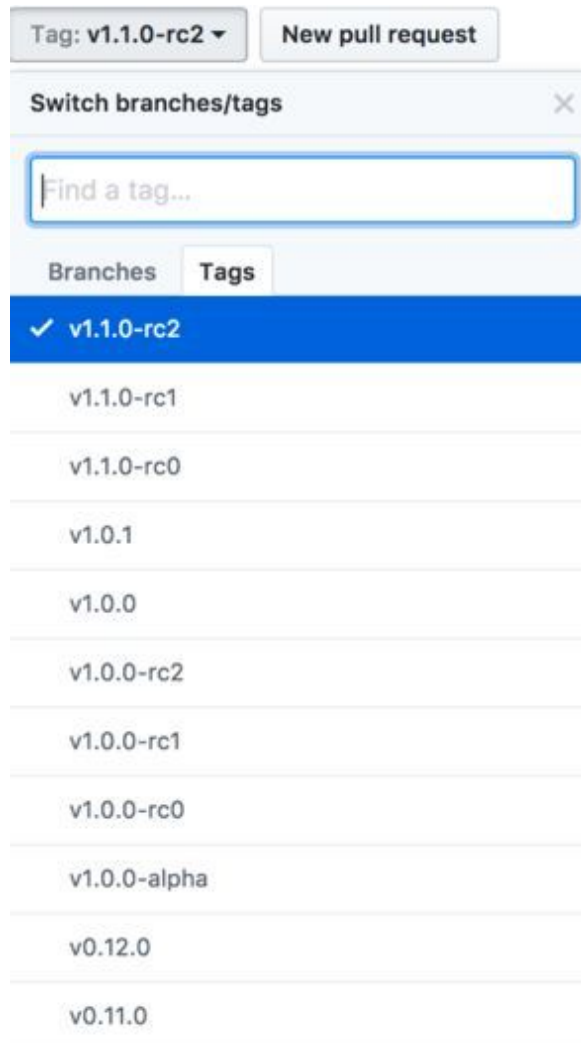 Tag: v1.1.0-rc2 New pull request
Switch branches/tags
Find a tag...
Branches Tags
v1.1.0-rc2
v1.1.0-rc1
v1.1.0-rc0
v1.0.1
v1.0.0
v1.0.0-rc2
v1.0.0-rc1
v1.0.0-rc0
v1.0.0-alpha
v0.12.0
v0.11.0